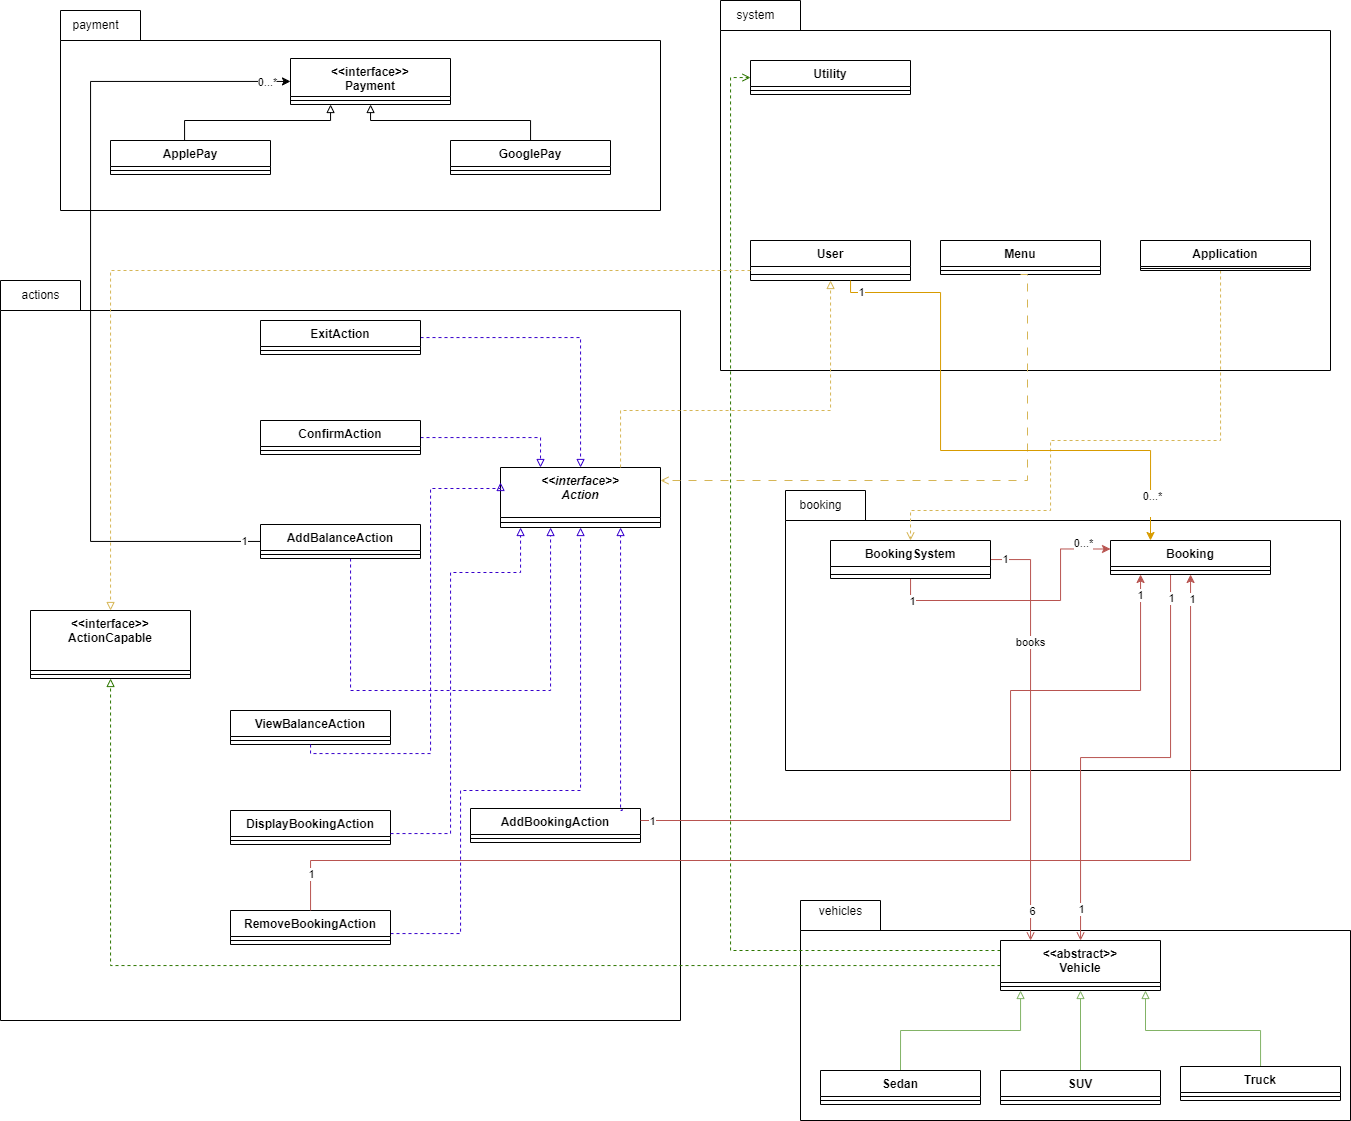 payment
<<interface>>
Payment
0...*
ApplePay
GooglePay
system
Utility
User
Menu
Application
1
actions
ExitAction
ConfirmAction
<<interface>>
Action
AddBalanceAction
1
<<interface>>
ActionCapable
ViewBalanceAction
DisplayBookingAction
AddBookingAction
1
1
RemoveBookingAction
booking
0...*
BookingSystem
1
1
0...*
Booking
1
1
1
books
vehicles
6
1
<<abstract>>
Vehicle
Sedan
SUV
Truck